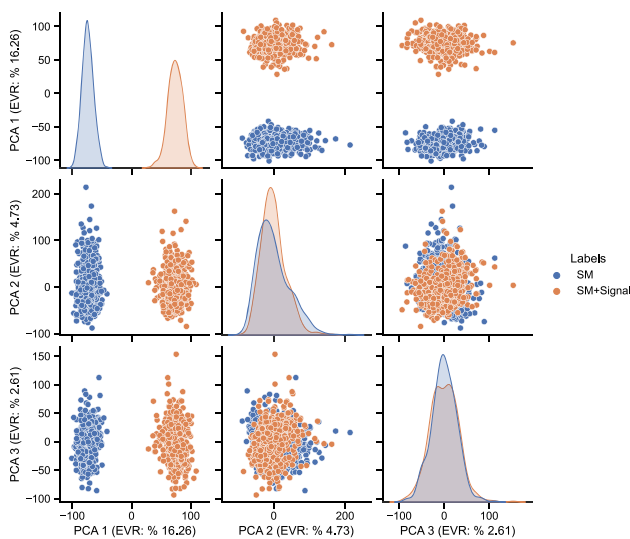 PCA 1 (EVR: % 16.26)
100
50
0
−50
−100
PCA 2 (EVR: % 4.73)
200
100
0
−100
PCA 3 (EVR: % 2.61)
150
100
50
0
−50
−100
−100
0
100
PCA 1 (EVR: % 16.26)
0
200
PCA 2 (EVR: % 4.73)
−100
0
100
PCA 3 (EVR: % 2.61)
Labels
SM
SM+Signal